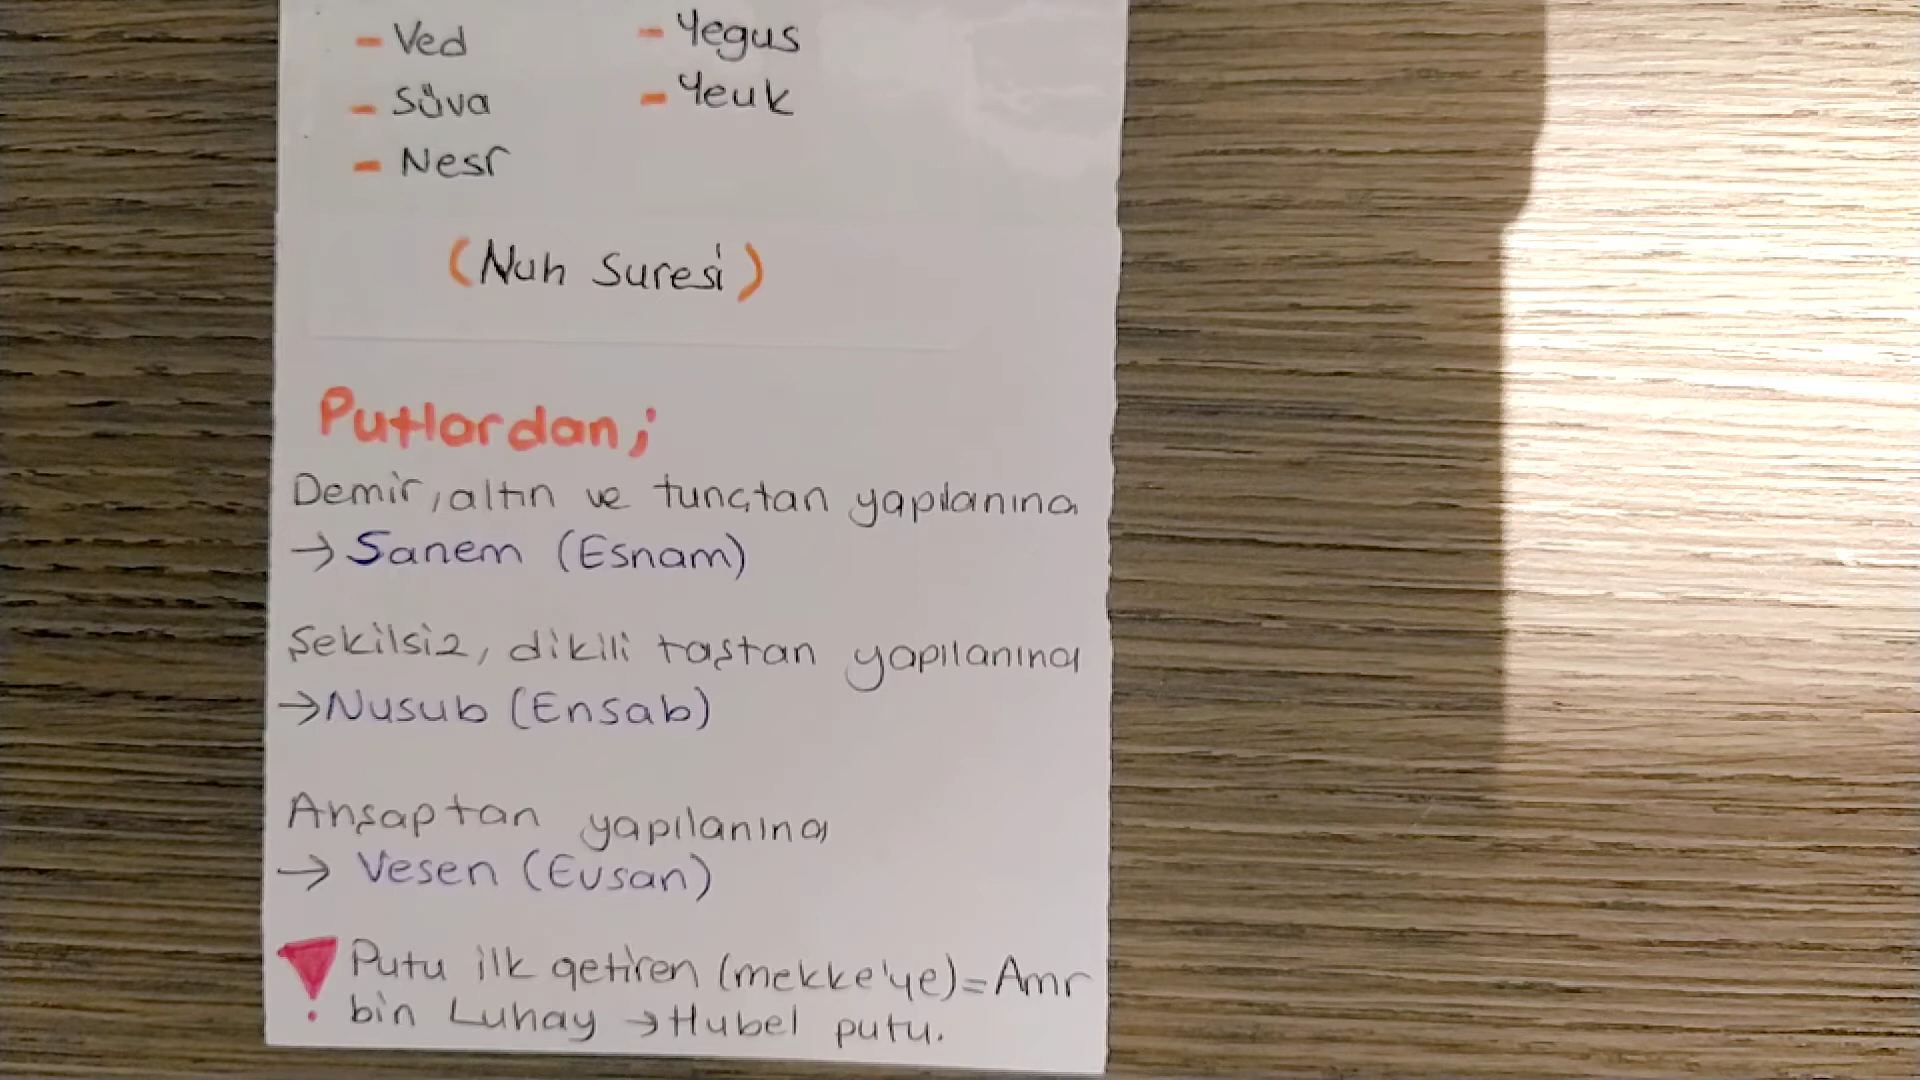 - Ved - Yegus
- Süva - Yeuk
- Nesr
(Nuh Suresi)
Putlardan;
Demir, altın ve tunçtan yapılanına
→ Sanem (Esnam)
Şekilsiz, dikili taştan yapılanına
→ Nusub (Ensab)
Ahşaptan yapılanına
→ Vesen (Evsan)
! Putu ilk getiren (mekke'ye) = Amr
bin Luhay → Hubel putu.